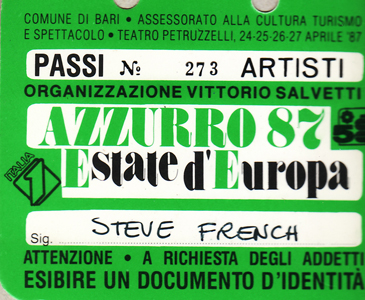 COMUNE DI BARI • ASSESSORATO ALLA CULTURA TURISMO
E SPETTACOLO • TEATRO PETRUZZELLI, 24-25-26-27 APRILE '87
PASSI № 273 ARTISTI
ORGANIZZAZIONE VITTORIO SALVETTI
AZZURRO 87
Estate d'Europa
ITALIA 1
Sig. STEVE FRENCH
ATTENZIONE • A RICHIESTA DEGLI ADDETTI
ESIBIRE UN DOCUMENTO D'IDENTITÀ